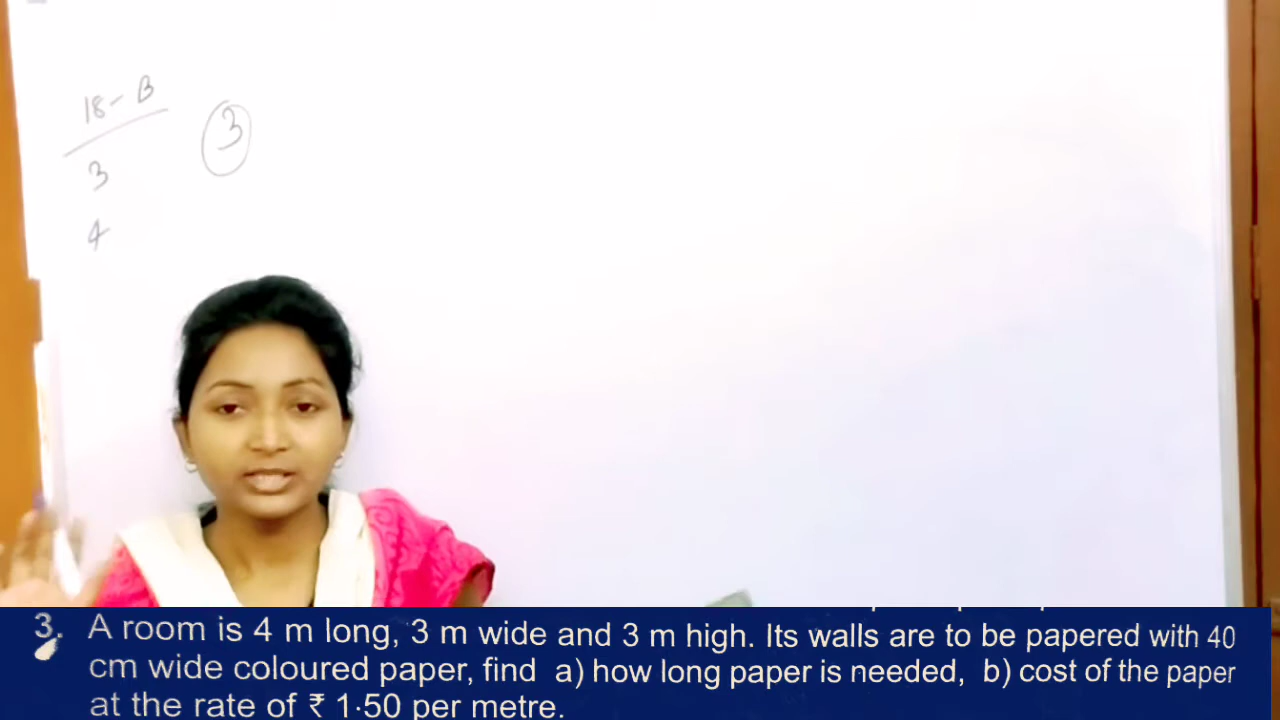 18-B
3
3
4
3. A room is 4 m long, 3 m wide and 3 m high. Its walls are to be papered with 40
cm wide coloured paper, find a) how long paper is needed, b) cost of the paper
at the rate of ₹ 1·50 per metre.